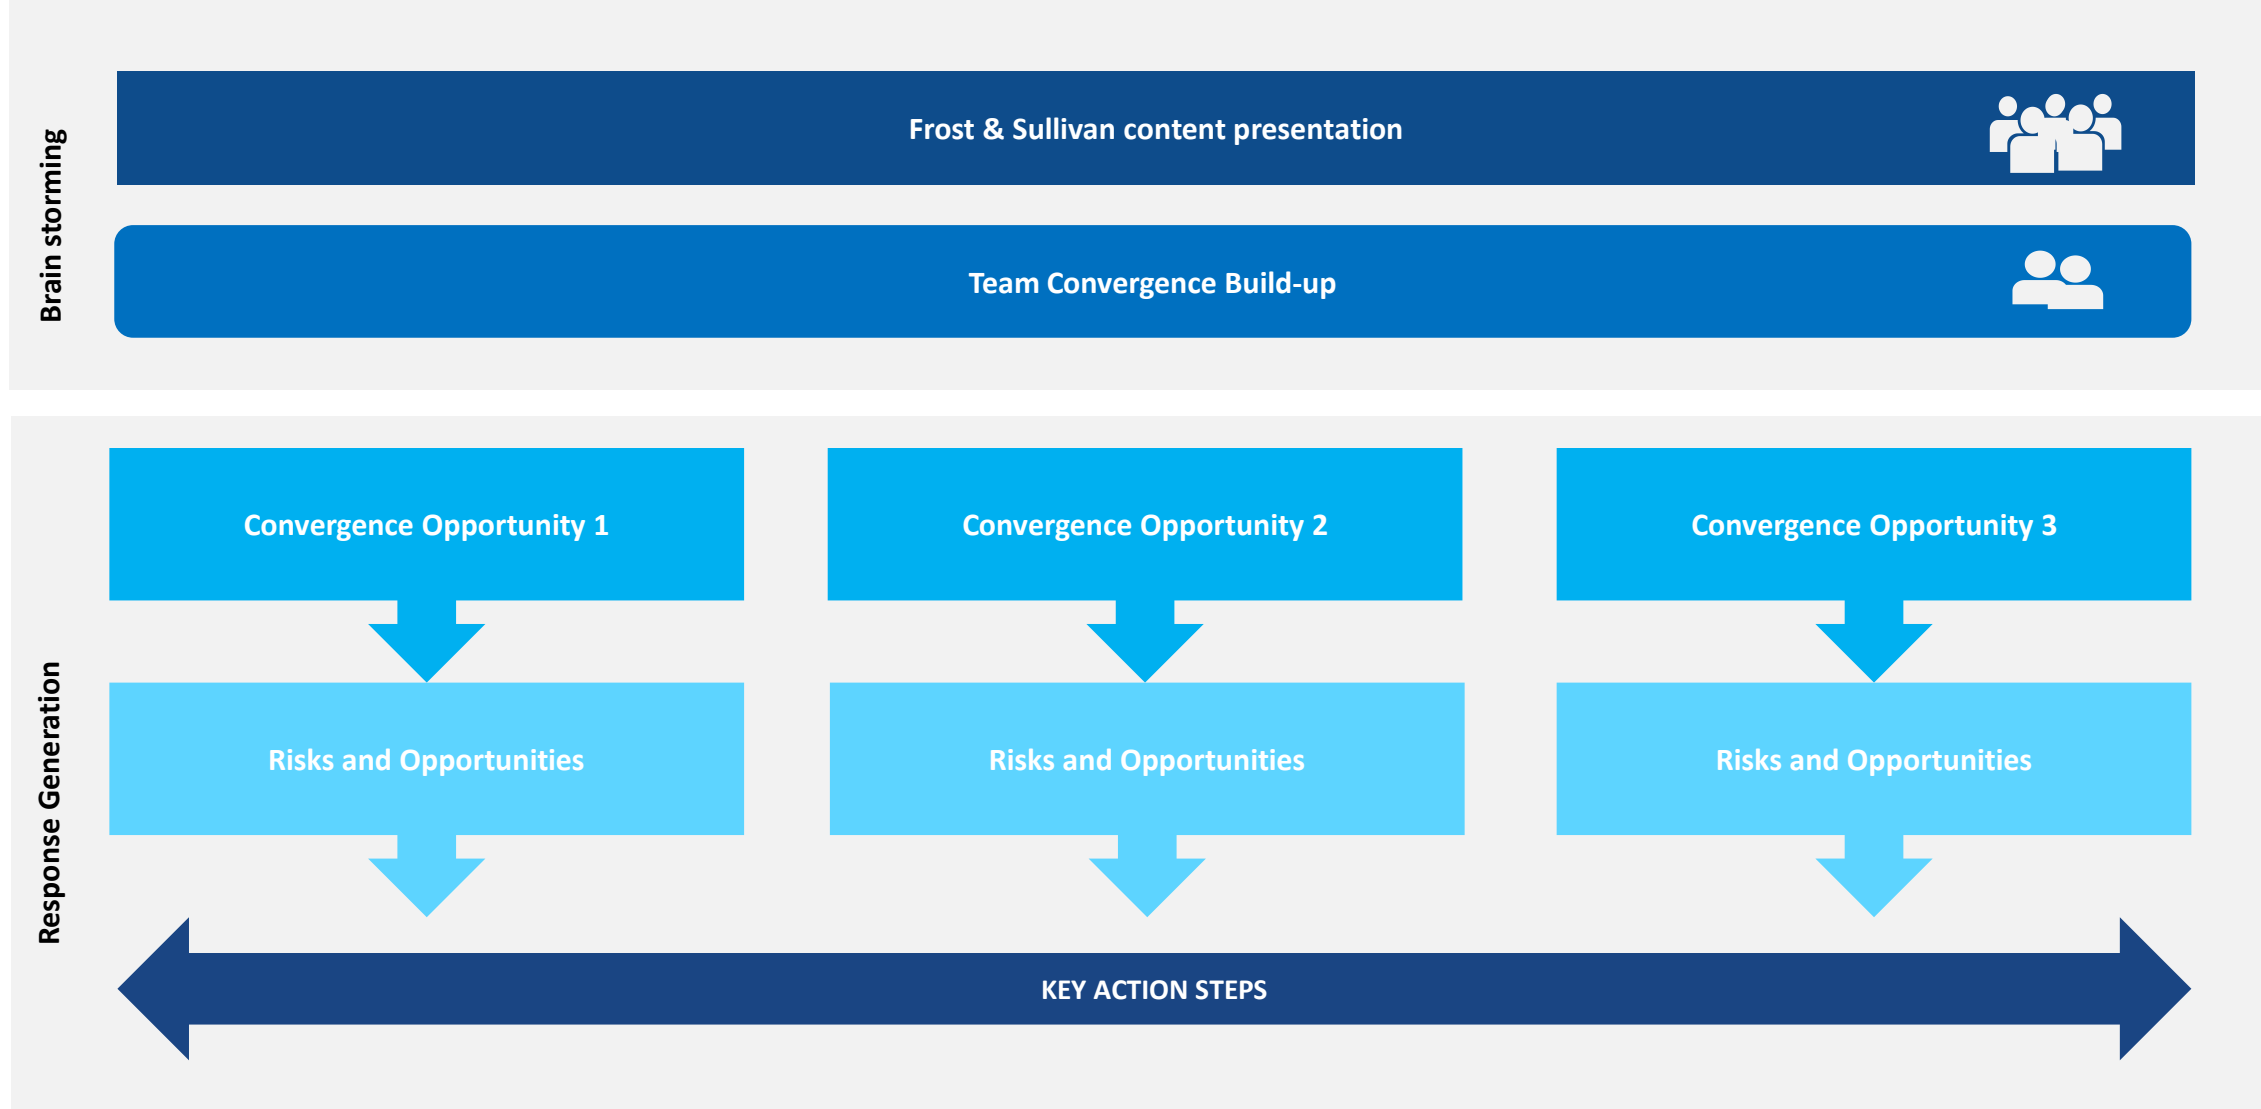 Brain storming
Frost & Sullivan content presentation
Team Convergence Build-up
Response Generation
Convergence Opportunity 1
Convergence Opportunity 2
Convergence Opportunity 3
Risks and Opportunities
Risks and Opportunities
Risks and Opportunities
KEY ACTION STEPS